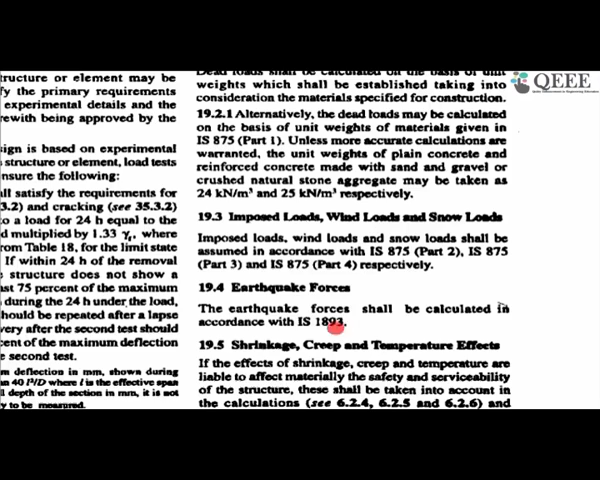 QEEE
tructure or element may be
fy the primary requirements
experimental details and the
rewith being approved by the
sign is based on experimental
structure or element, load tests
nsure the following:
all satisfy the requirements for
3.2) and cracking (see 35.3.2)
o a load for 24 h equal to the
d multiplied by 1.33 γf, where
rom Table 18, for the limit state
If within 24 h of the removal
structure does not show a
ast 75 percent of the maximum
during the 24 h under the load,
hould be repeated after a lapse
very after the second test should
cent of the maximum deflection
e second test.
m deflection in mm, shown during
an 40 l²/D where l is the effective span
l depth of the section in mm, it is not
y to be measured.
Dead loads shall be calculated on the basis of unit
weights which shall be established taking into
consideration the materials specified for construction.
19.2.1 Alternatively, the dead loads may be calculated
on the basis of unit weights of materials given in
IS 875 (Part 1). Unless more accurate calculations are
warranted, the unit weights of plain concrete and
reinforced concrete made with sand and gravel or
crushed natural stone aggregate may be taken as
24 kN/m³ and 25 kN/m³ respectively.
19.3 Imposed Loads, Wind Loads and Snow Loads
Imposed loads, wind loads and snow loads shall be
assumed in accordance with IS 875 (Part 2), IS 875
(Part 3) and IS 875 (Part 4) respectively.
19.4 Earthquake Forces
The earthquake forces shall be calculated in
accordance with IS 1893.
19.5 Shrinkage, Creep and Temperature Effects
If the effects of shrinkage, creep and temperature are
liable to affect materially the safety and serviceability
of the structure, these shall be taken into account in
the calculations (see 6.2.4, 6.2.5 and 6.2.6) and